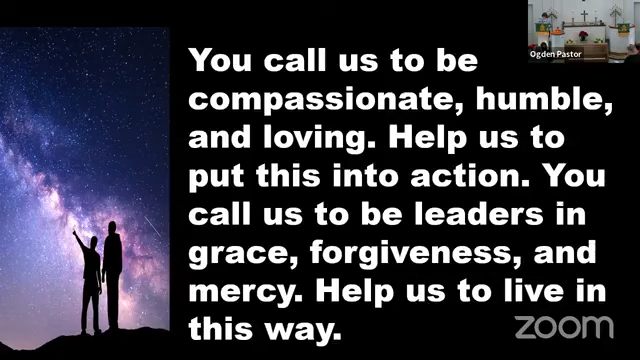 Ogden Pastor
You call us to be
compassionate, humble,
and loving. Help us to
put this into action. You
call us to be leaders in
grace, forgiveness, and
mercy. Help us to live in
this way.
zoom